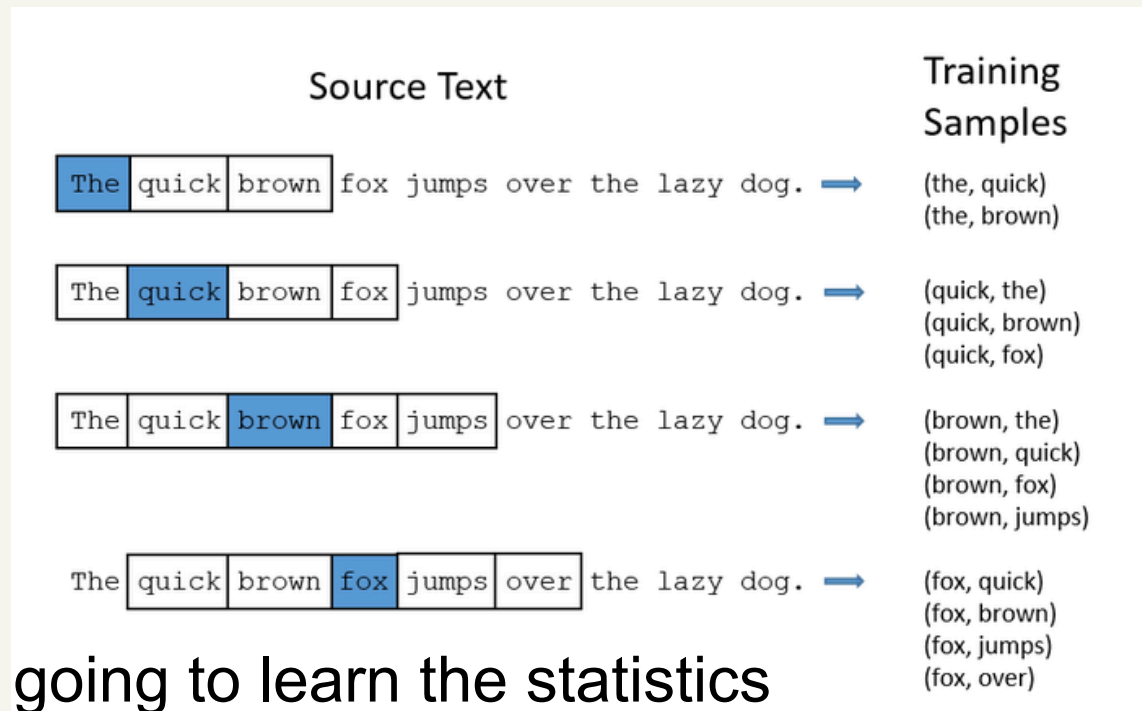 Source Text
Training
Samples
The quick brown fox jumps over the lazy dog.
(the, quick)
(the, brown)
The quick brown fox jumps over the lazy dog.
(quick, the)
(quick, brown)
(quick, fox)
The quick brown fox jumps over the lazy dog.
(brown, the)
(brown, quick)
(brown, fox)
(brown, jumps)
The quick brown fox jumps over the lazy dog.
(fox, quick)
(fox, brown)
(fox, jumps)
(fox, over)
going to learn the statistics